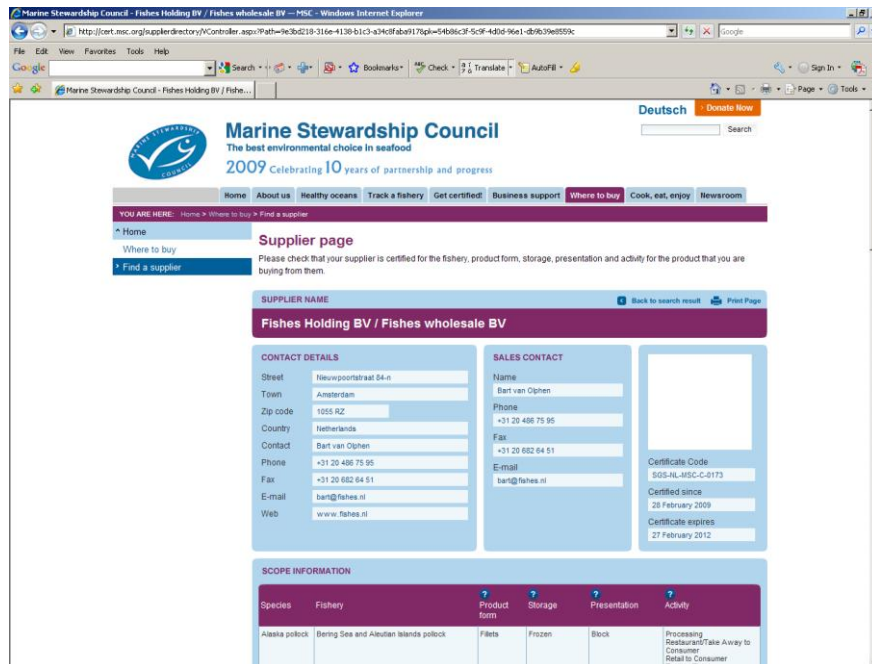 Marine Stewardship Council - Fishes Holding BV / Fishes wholesale BV — MSC - Windows Internet Explorer
http://cert.msc.org/supplierdirectory/VController.aspx?Path=
Google
File Edit View Favorites Tools Help
Google Search Bookmarks Check Translate AutoFill Sign In
Marine Stewardship Council - Fishes Holding BV / Fishe... Page Tools
Deutsch Donate Now
Search
MARINE STEWARDSHIP COUNCIL
Marine Stewardship Council
The best environmental choice in seafood
2009 Celebrating 10 years of partnership and progress
Home About us Healthy oceans Track a fishery Get certified! Business support Where to buy Cook, eat, enjoy Newsroom
YOU ARE HERE: Home > Where to buy > Find a supplier
Home
Where to buy
Find a supplier
Supplier page
Please check that your supplier is certified for the fishery, product form, storage, presentation and activity for the product that you are
buying from them.
SUPPLIER NAME Back to search result Print Page
Fishes Holding BV / Fishes wholesale BV
CONTACT DETAILS
Street Nieuwpoortstraat 84-n
Town Amsterdam
Zip code 1055 RZ
Country Netherlands
Contact Bart van Olphen
Phone +31 20 486 75 95
Fax +31 20 682 64 51
E-mail bart@fishes.nl
Web www.fishes.nl
SALES CONTACT
Name
Bart van Olphen
Phone
+31 20 486 75 95
Fax
+31 20 682 64 51
E-mail
bart@fishes.nl
Certificate Code
SGS-NL-MSC-C-0173
Certified since
28 February 2009
Certificate expires
27 February 2012
SCOPE INFORMATION
Species Fishery Product form Storage Presentation Activity
Alaska pollock Bering Sea and Aleutian Islands pollock Fillets Frozen Block Processing
Restaurant/Take Away to
Consumer
Retail to Consumer